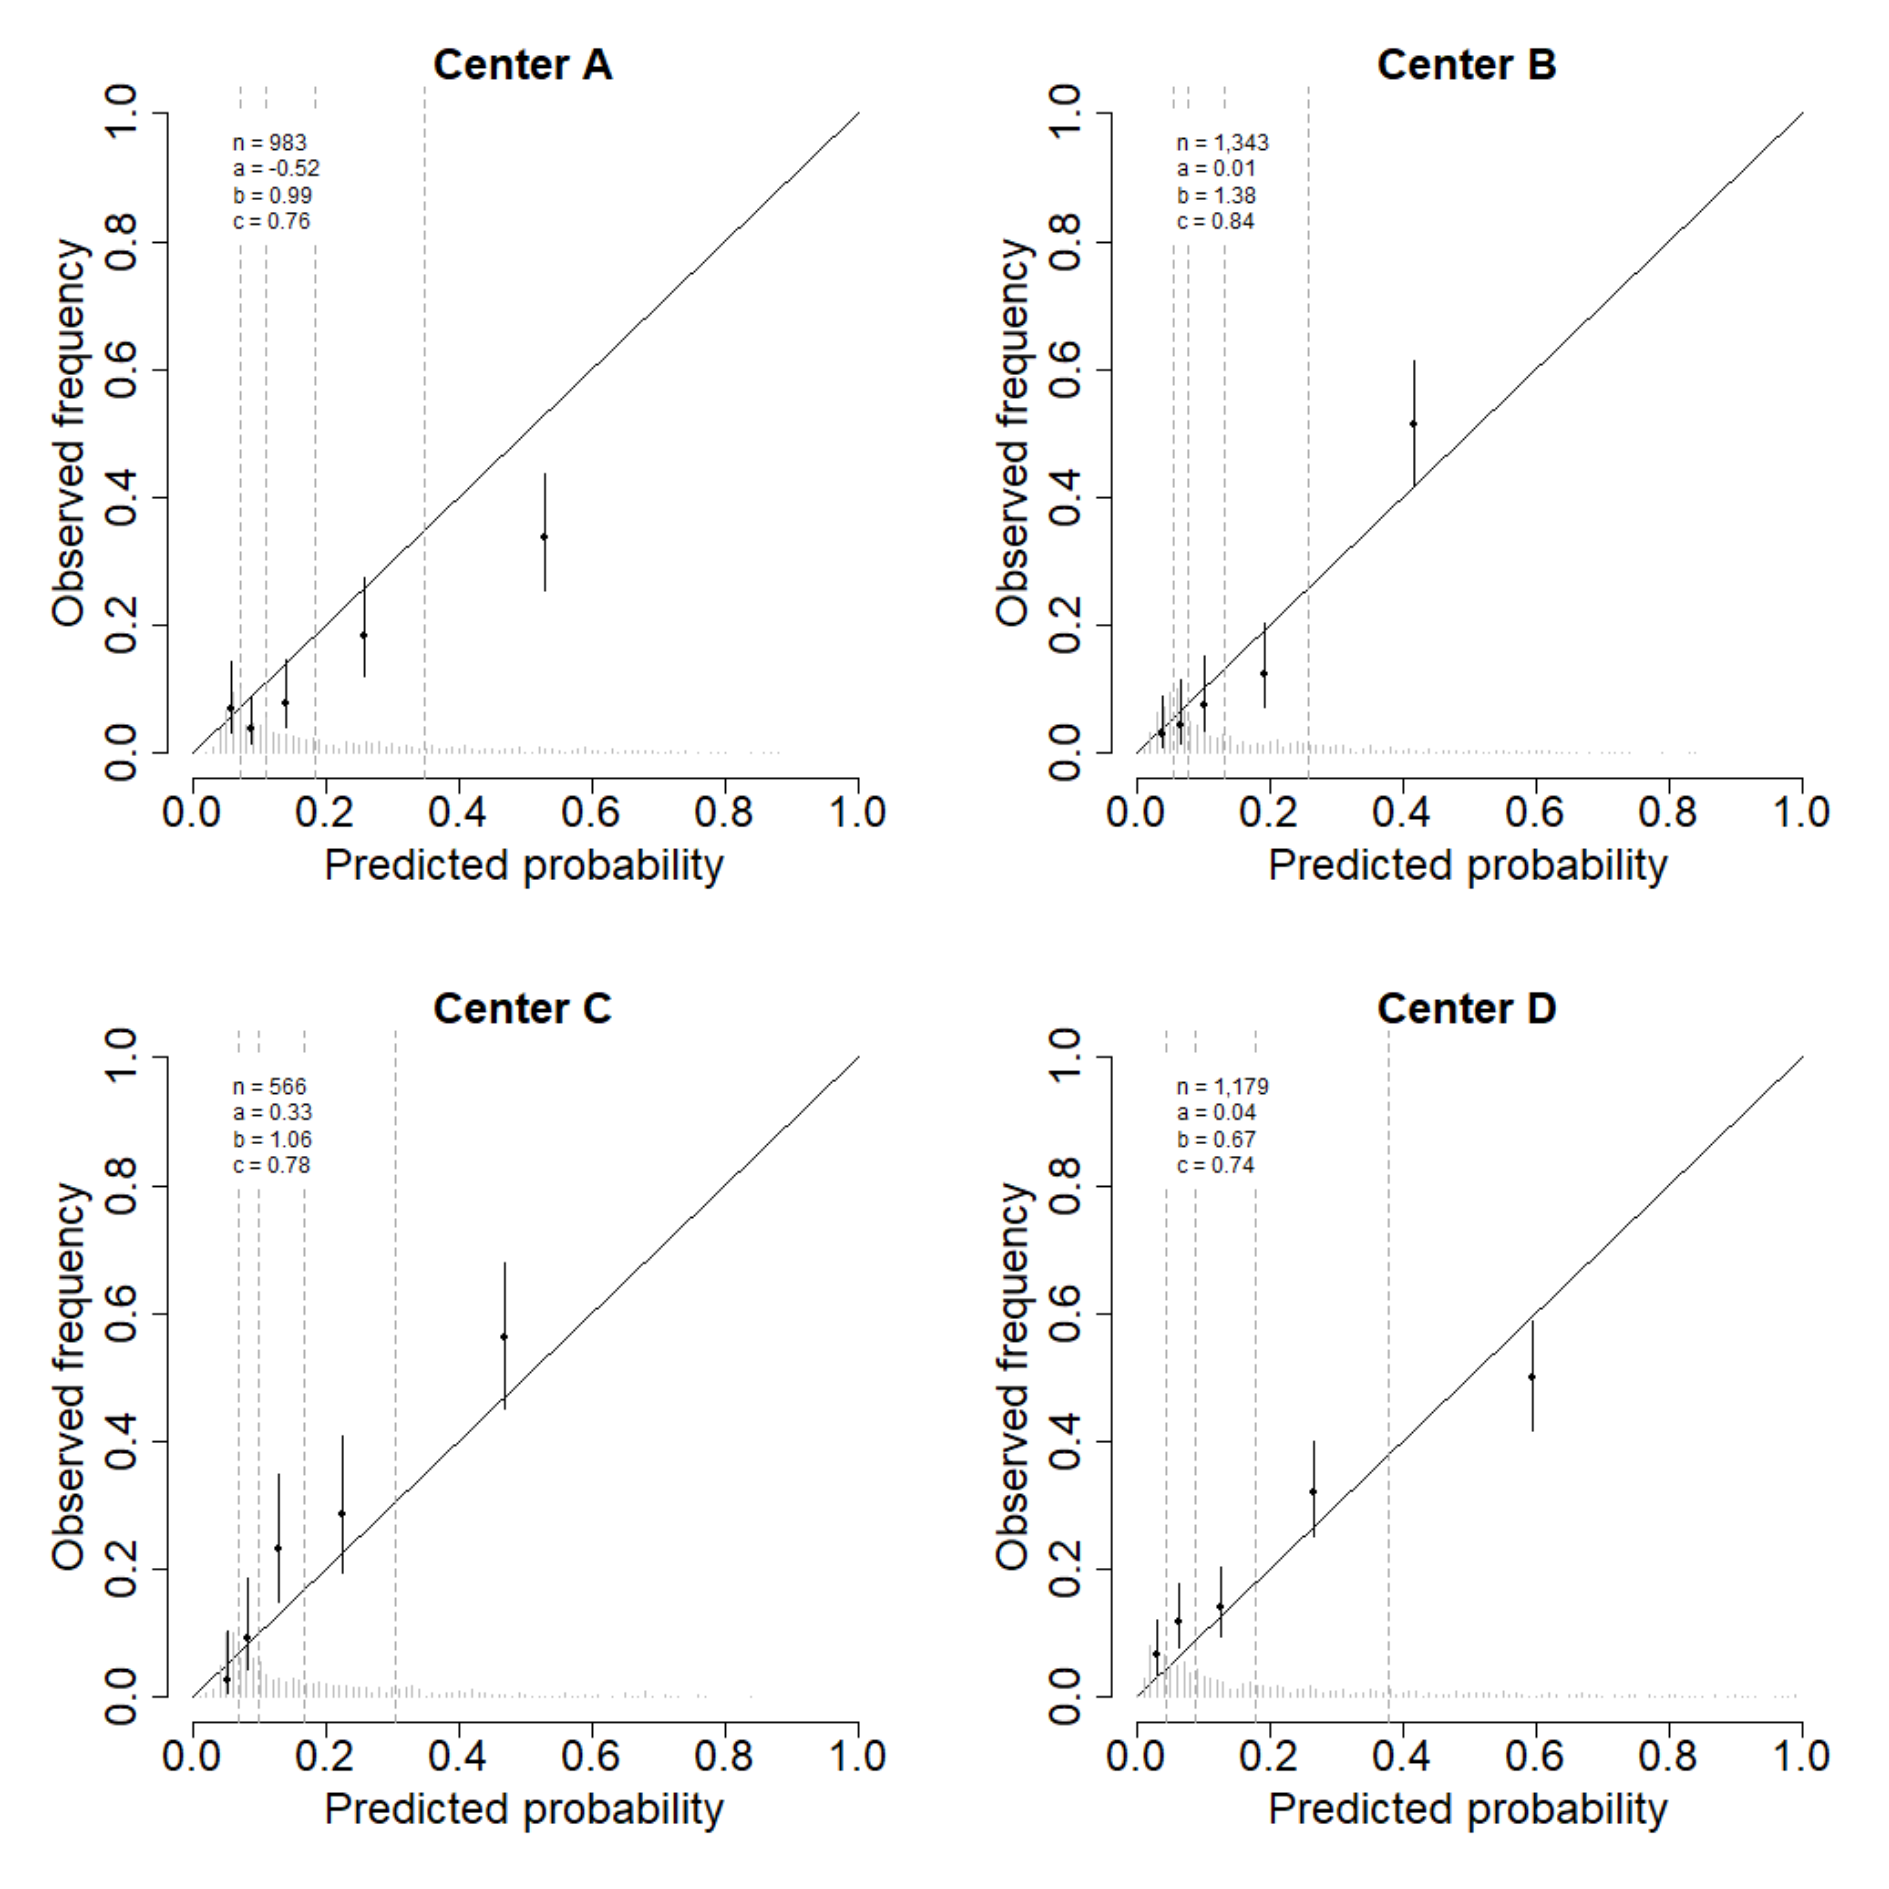 Center A
n = 983
a = -0.52
b = 0.99
c = 0.76
Observed frequency
0.0 0.2 0.4 0.6 0.8 1.0
0.0 0.2 0.4 0.6 0.8 1.0
Predicted probability
Center B
n = 1,343
a = 0.01
b = 1.38
c = 0.84
Observed frequency
0.0 0.2 0.4 0.6 0.8 1.0
0.0 0.2 0.4 0.6 0.8 1.0
Predicted probability
Center C
n = 566
a = 0.33
b = 1.06
c = 0.78
Observed frequency
0.0 0.2 0.4 0.6 0.8 1.0
0.0 0.2 0.4 0.6 0.8 1.0
Predicted probability
Center D
n = 1,179
a = 0.04
b = 0.67
c = 0.74
Observed frequency
0.0 0.2 0.4 0.6 0.8 1.0
0.0 0.2 0.4 0.6 0.8 1.0
Predicted probability